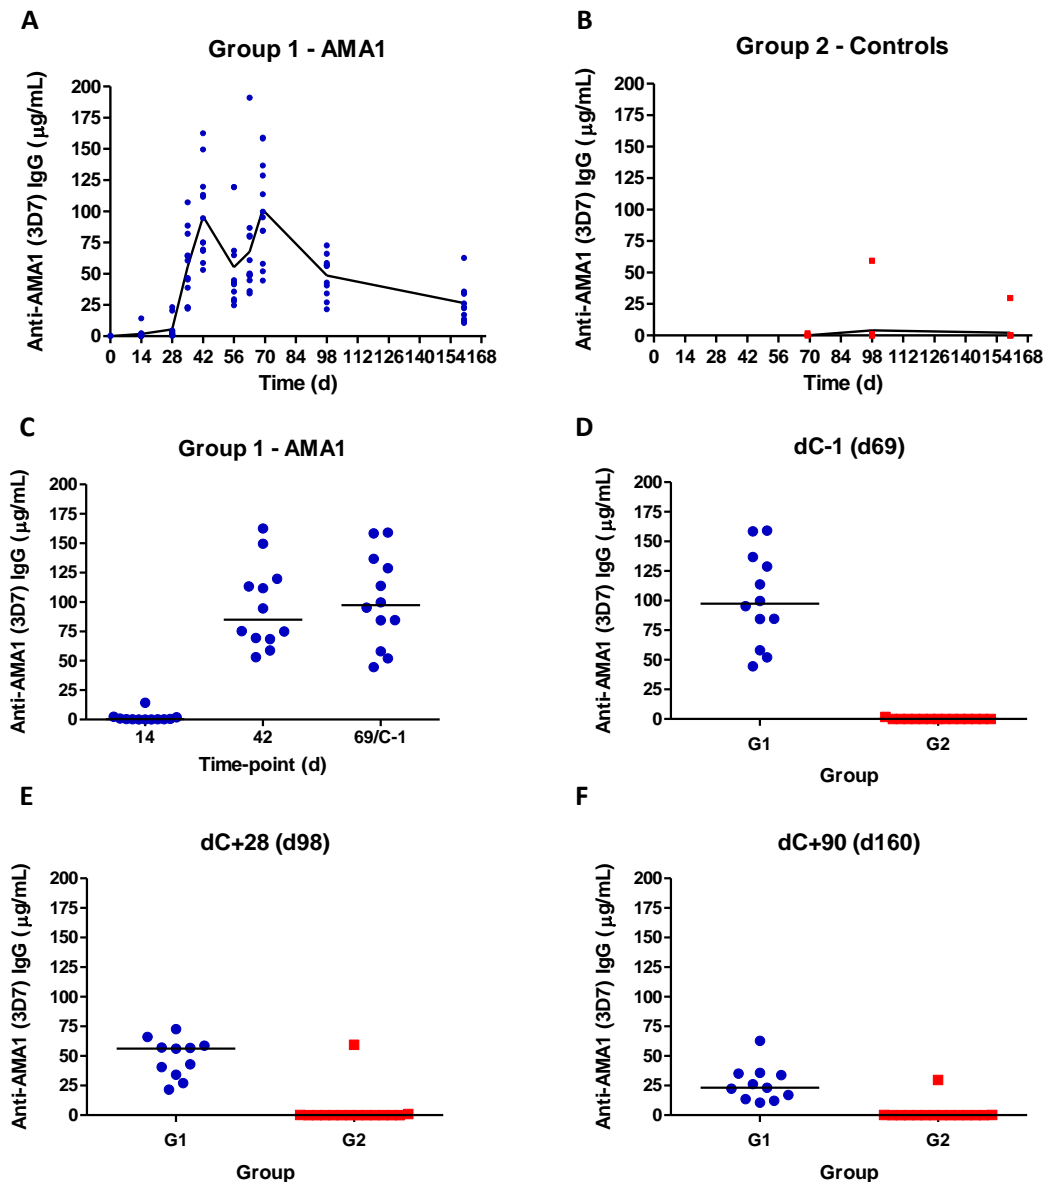 A
Group 1 - AMA1
Anti-AMA1 (3D7) IgG (µg/mL)
200
175
150
125
100
75
50
25
0
0 14 28 42 56 70 84 98 112 126 140 154 168
Time (d)
B
Group 2 - Controls
Anti-AMA1 (3D7) IgG (µg/mL)
200
175
150
125
100
75
50
25
0
0 14 28 42 56 70 84 98 112 126 140 154 168
Time (d)
C
Group 1 - AMA1
Anti-AMA1 (3D7) IgG (µg/mL)
200
175
150
125
100
75
50
25
0
14 42 69/C-1
Time-point (d)
D
dC-1 (d69)
Anti-AMA1 (3D7) IgG (µg/mL)
200
175
150
125
100
75
50
25
0
G1 G2
Group
E
dC+28 (d98)
Anti-AMA1 (3D7) IgG (µg/mL)
200
175
150
125
100
75
50
25
0
G1 G2
Group
F
dC+90 (d160)
Anti-AMA1 (3D7) IgG (µg/mL)
200
175
150
125
100
75
50
25
0
G1 G2
Group